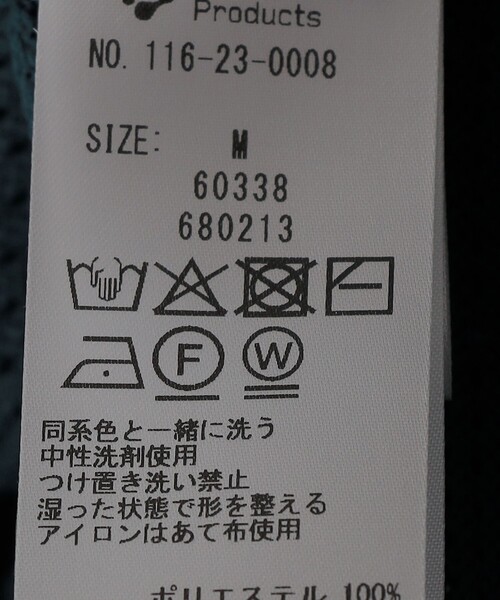 Products
NO. 116-23-0008
SIZE: M
60338
680213
F W
同系色と一緒に洗う
中性洗剤使用
つけ置き洗い禁止
湿った状態で形を整える
アイロンはあて布使用
ポリエステル 100%